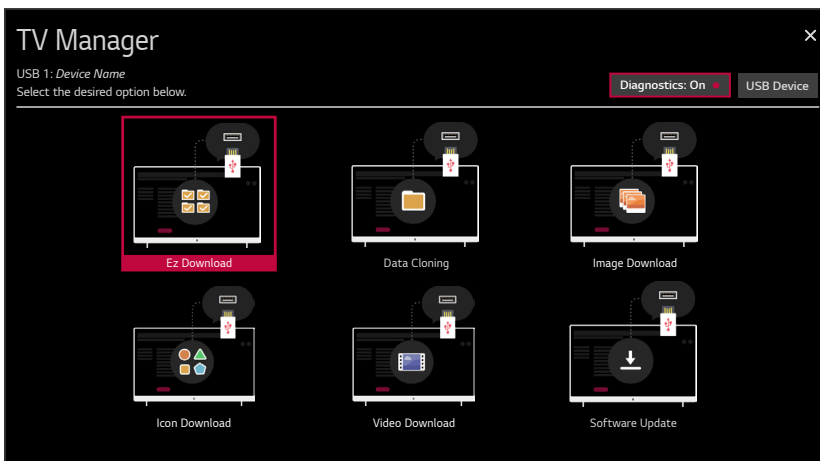 TV Manager
USB 1: Device Name
Select the desired option below.
Diagnostics: On
USB Device
Ez Download
Data Cloning
Image Download
Icon Download
Video Download
Software Update